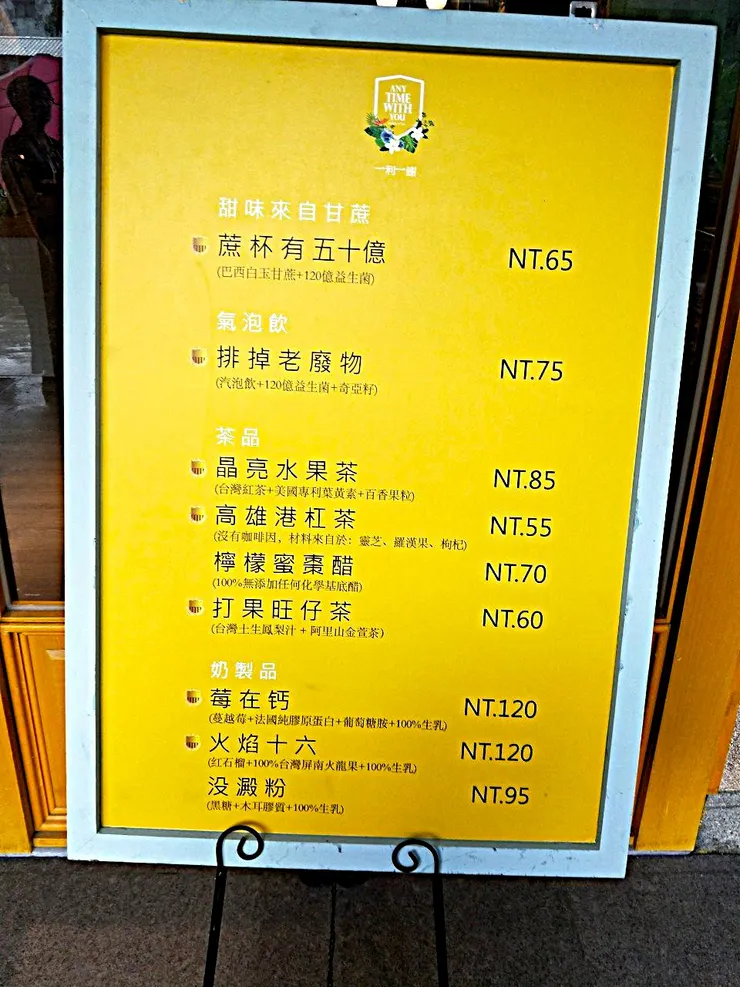 ANY
TIME
WITH
YOU
甜味來自甘蔗
蔗杯有五十億 NT.65
(巴西白玉甘蔗+120億益生菌)
氣泡飲
排掉老廢物 NT.75
(汽泡飲+120億益生菌+奇亞籽)
茶品
晶亮水果茶 NT.85
(台灣紅茶+美國專利葉黃素+百香果粒)
高雄港杠茶 NT.55
(沒有咖啡因，材料來自於：靈芝、羅漢果、枸杞)
檸檬蜜棗醋 NT.70
(100%無添加任何化學基底醋)
打果旺仔茶 NT.60
(台灣土生鳳梨汁 + 阿里山金萱茶)
奶製品
莓在钙 NT.120
(蔓越莓+法國純膠原蛋白+葡萄糖胺+100%生乳)
火焰十六 NT.120
(紅石榴+100%台灣屏南火龍果+100%生乳)
没澱粉 NT.95
(黑糖+木耳膠質+100%生乳)